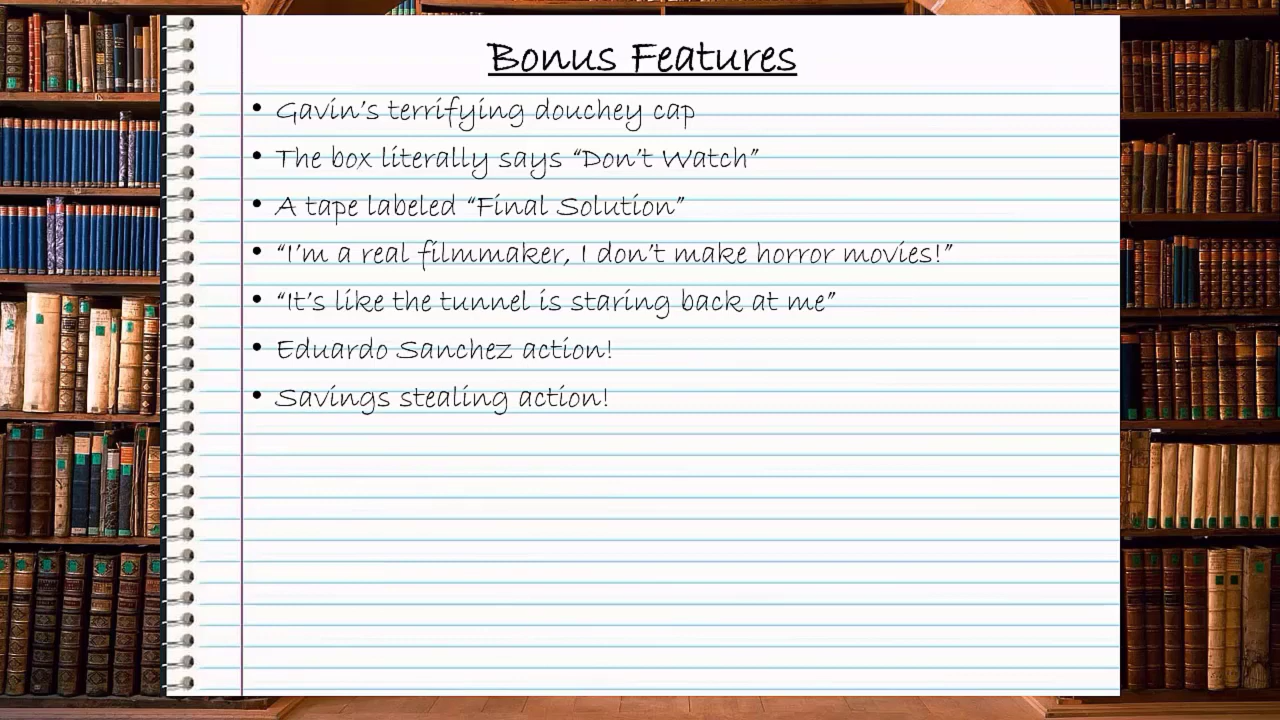 Bonus Features
• Gavin's terrifying douchey cap
• The box literally says “Don't Watch”
• A tape labeled “Final Solution”
• “I'm a real filmmaker, I don't make horror movies!”
• “It's like the tunnel is staring back at me”
• Eduardo Sanchez action!
• Savings stealing action!